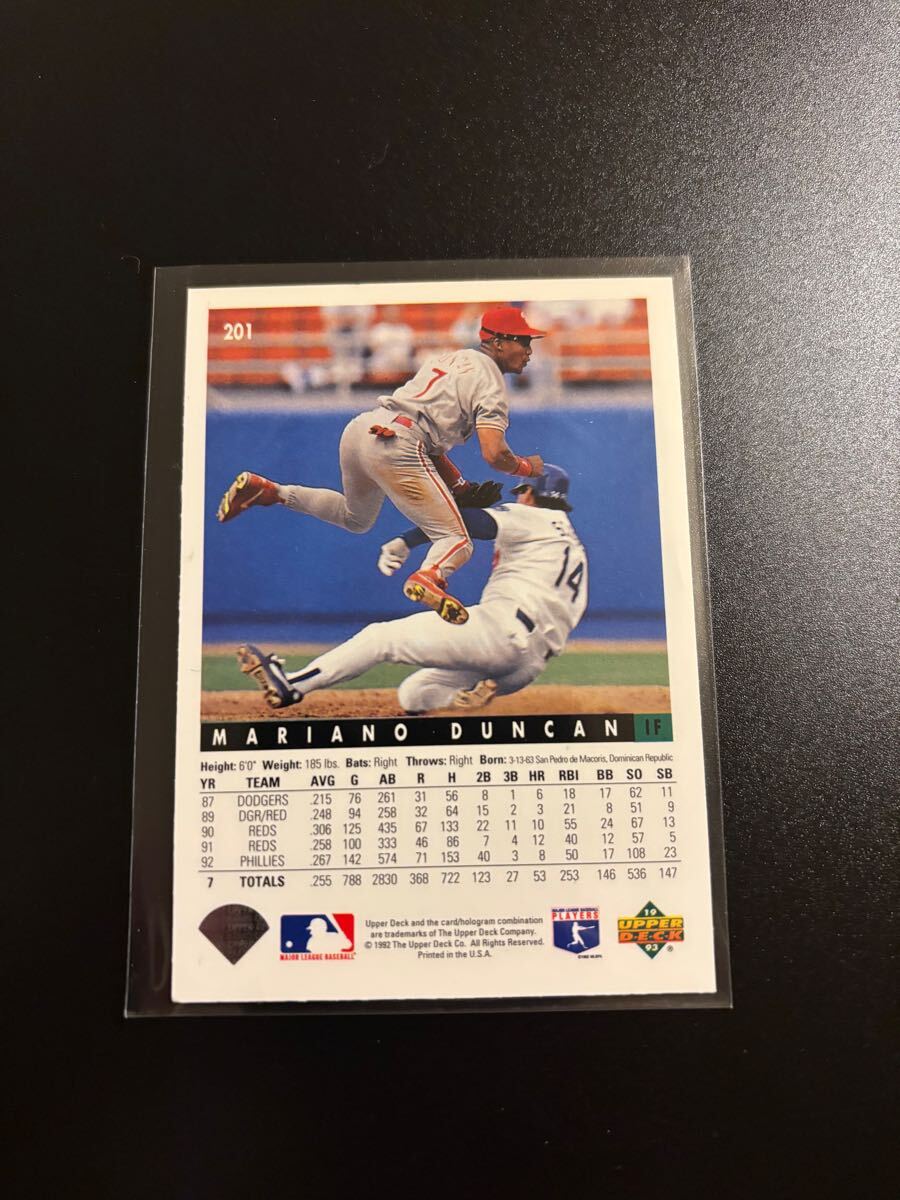 201
7
14
MARIANO DUNCAN IF
Height: 6'0" Weight: 185 lbs. Bats: Right Throws: Right Born: 3-13-63 San Pedro de Macoris, Dominican Republic
YR TEAM AVG G AB R H 2B 3B HR RBI BB SO SB
87 DODGERS .215 76 261 31 56 8 1 6 18 17 62 11
89 DGR/RED .248 94 258 32 64 15 2 3 21 8 51 9
90 REDS .306 125 435 67 133 22 11 10 55 24 67 13
91 REDS .258 100 333 46 86 7 4 12 40 12 57 5
92 PHILLIES .267 142 574 71 153 40 3 8 50 17 108 23
7 TOTALS .255 788 2830 368 722 123 27 53 253 146 536 147
MAJOR LEAGUE BASEBALL
Upper Deck and the card/hologram combination
are trademarks of The Upper Deck Company.
© 1992 The Upper Deck Co. All Rights Reserved.
Printed in the U.S.A.
MAJOR LEAGUE BASEBALL
PLAYERS
©1992 MLBPA
19
UPPER
DECK
93 ®